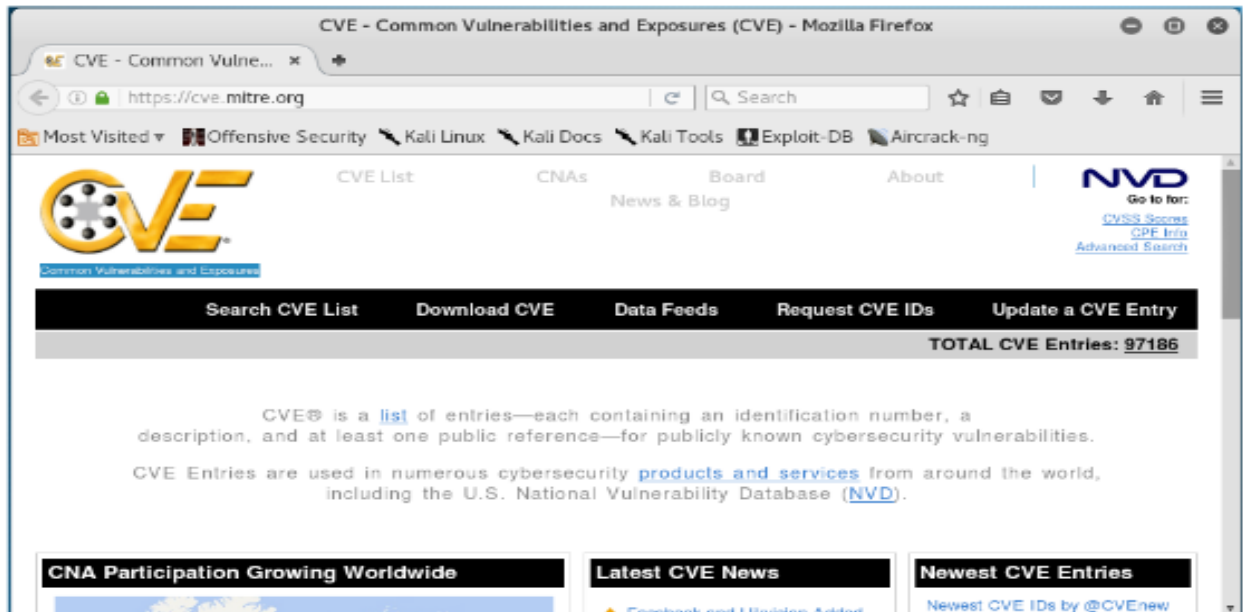 CVE - Common Vulnerabilities and Exposures (CVE) - Mozilla Firefox
CVE - Common Vulne...
https://cve.mitre.org
Search
Most Visited Offensive Security Kali Linux Kali Docs Kali Tools Exploit-DB Aircrack-ng
CVE
Common Vulnerabilities and Exposures
CVE List CNAs Board About
News & Blog
NVD
Go to for:
CVSS Scores
CPE Info
Advanced Search
Search CVE List Download CVE Data Feeds Request CVE IDs Update a CVE Entry
TOTAL CVE Entries: 97186
CVE® is a list of entries—each containing an identification number, a
description, and at least one public reference—for publicly known cybersecurity vulnerabilities.
CVE Entries are used in numerous cybersecurity products and services from around the world,
including the U.S. National Vulnerability Database (NVD).
CNA Participation Growing Worldwide
Latest CVE News
Newest CVE Entries
Newest CVE IDs by @CVEnew